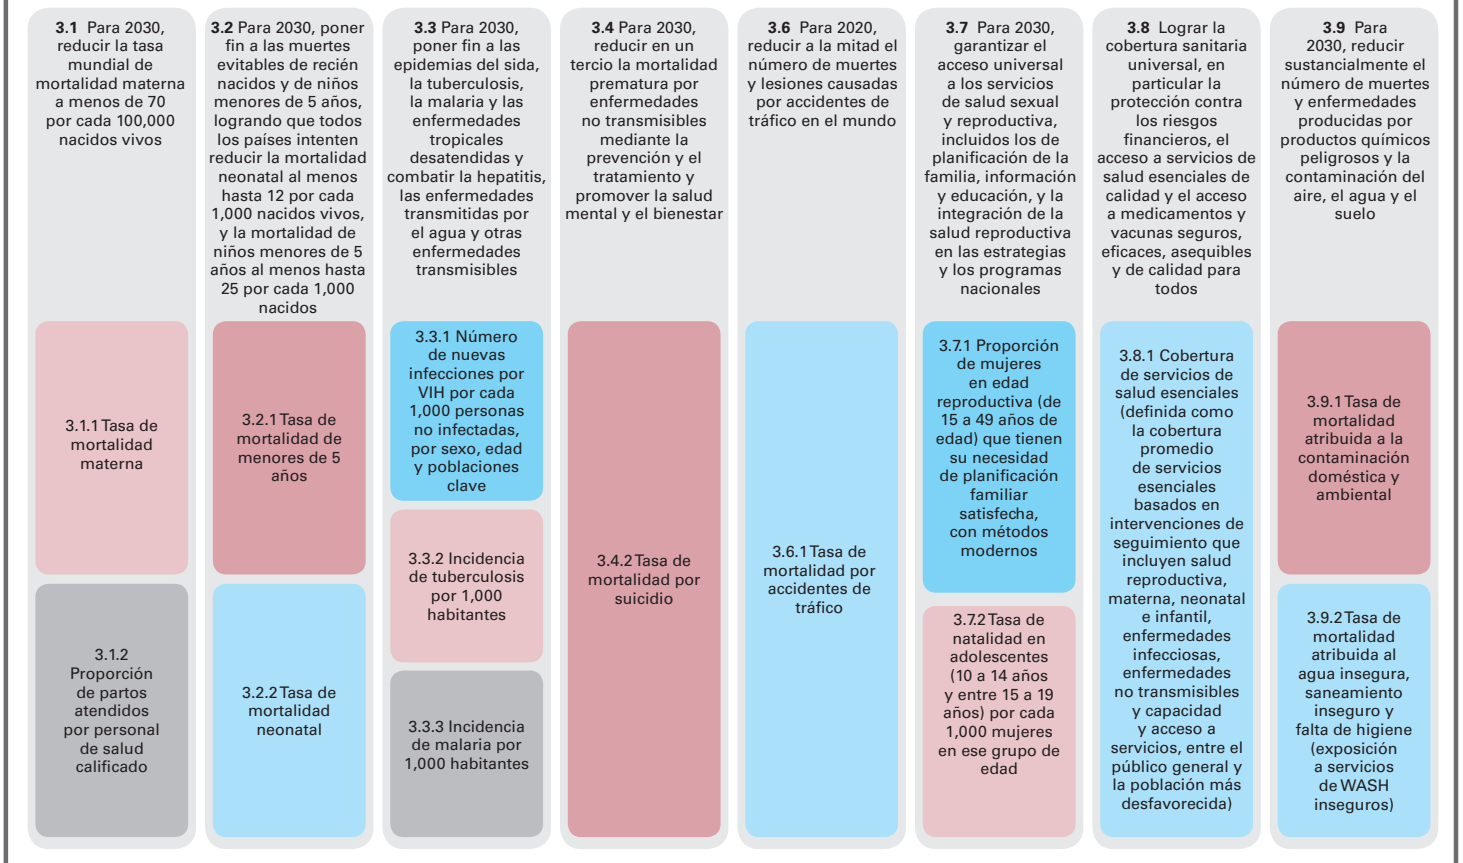 3.1 Para 2030,
reducir la tasa
mundial de
mortalidad materna
a menos de 70
por cada 100,000
nacidos vivos
3.1.1 Tasa de
mortalidad
materna
3.1.2
Proporción
de partos
atendidos
por personal
de salud
calificado
3.2 Para 2030, poner
fin a las muertes
evitables de recién
nacidos y de niños
menores de 5 años,
logrando que todos
los países intenten
reducir la mortalidad
neonatal al menos
hasta 12 por cada
1,000 nacidos vivos,
y la mortalidad de
niños menores de 5
años al menos hasta
25 por cada 1,000
nacidos
3.2.1 Tasa de
mortalidad de
menores de 5
años
3.2.2 Tasa de
mortalidad
neonatal
3.3 Para 2030,
poner fin a las
epidemias del sida,
la tuberculosis,
la malaria y las
enfermedades
tropicales
desatendidas y
combatir la hepatitis,
las enfermedades
transmitidas por
el agua y otras
enfermedades
transmisibles
3.3.1 Número
de nuevas
infecciones por
VIH por cada
1,000 personas
no infectadas,
por sexo, edad
y poblaciones
clave
3.3.2 Incidencia
de tuberculosis
por 1,000
habitantes
3.3.3 Incidencia
de malaria por
1,000 habitantes
3.4 Para 2030,
reducir en un
tercio la mortalidad
prematura por
enfermedades
no transmisibles
mediante la
prevención y el
tratamiento y
promover la salud
mental y el bienestar
3.4.2 Tasa de
mortalidad por
suicidio
3.6 Para 2020,
reducir a la mitad el
número de muertes
y lesiones causadas
por accidentes de
tráfico en el mundo
3.6.1 Tasa de
mortalidad por
accidentes de
tráfico
3.7 Para 2030,
garantizar el
acceso universal
a los servicios
de salud sexual
y reproductiva,
incluidos los de
planificación de la
familia, información
y educación, y la
integración de la
salud reproductiva
en las estrategias
y los programas
nacionales
3.7.1 Proporción
de mujeres
en edad
reproductiva (de
15 a 49 años de
edad) que tienen
su necesidad
de planificación
familiar
satisfecha,
con métodos
modernos
3.7.2 Tasa de
natalidad en
adolescentes
(10 a 14 años
y entre 15 a 19
años) por cada
1,000 mujeres
en ese grupo de
edad
3.8 Lograr la
cobertura sanitaria
universal, en
particular la
protección contra
los riesgos
financieros, el
acceso a servicios de
salud esenciales de
calidad y el acceso
a medicamentos y
vacunas seguros,
eficaces, asequibles
y de calidad para
todos
3.8.1 Cobertura
de servicios de
salud esenciales
(definida como
la cobertura
promedio
de servicios
esenciales
basados en
intervenciones de
seguimiento que
incluyen salud
reproductiva,
materna, neonatal
e infantil,
enfermedades
infecciosas,
enfermedades
no transmisibles
y capacidad
y acceso a
servicios, entre el
público general y
la población más
desfavorecida)
3.9 Para
2030, reducir
sustancialmente el
número de muertes
y enfermedades
producidas por
productos químicos
peligrosos y la
contaminación del
aire, el agua y el
suelo
3.9.1 Tasa de
mortalidad
atribuida a la
contaminación
doméstica y
ambiental
3.9.2 Tasa de
mortalidad
atribuida al
agua insegura,
saneamiento
inseguro y
falta de higiene
(exposición
a servicios
de WASH
inseguros)